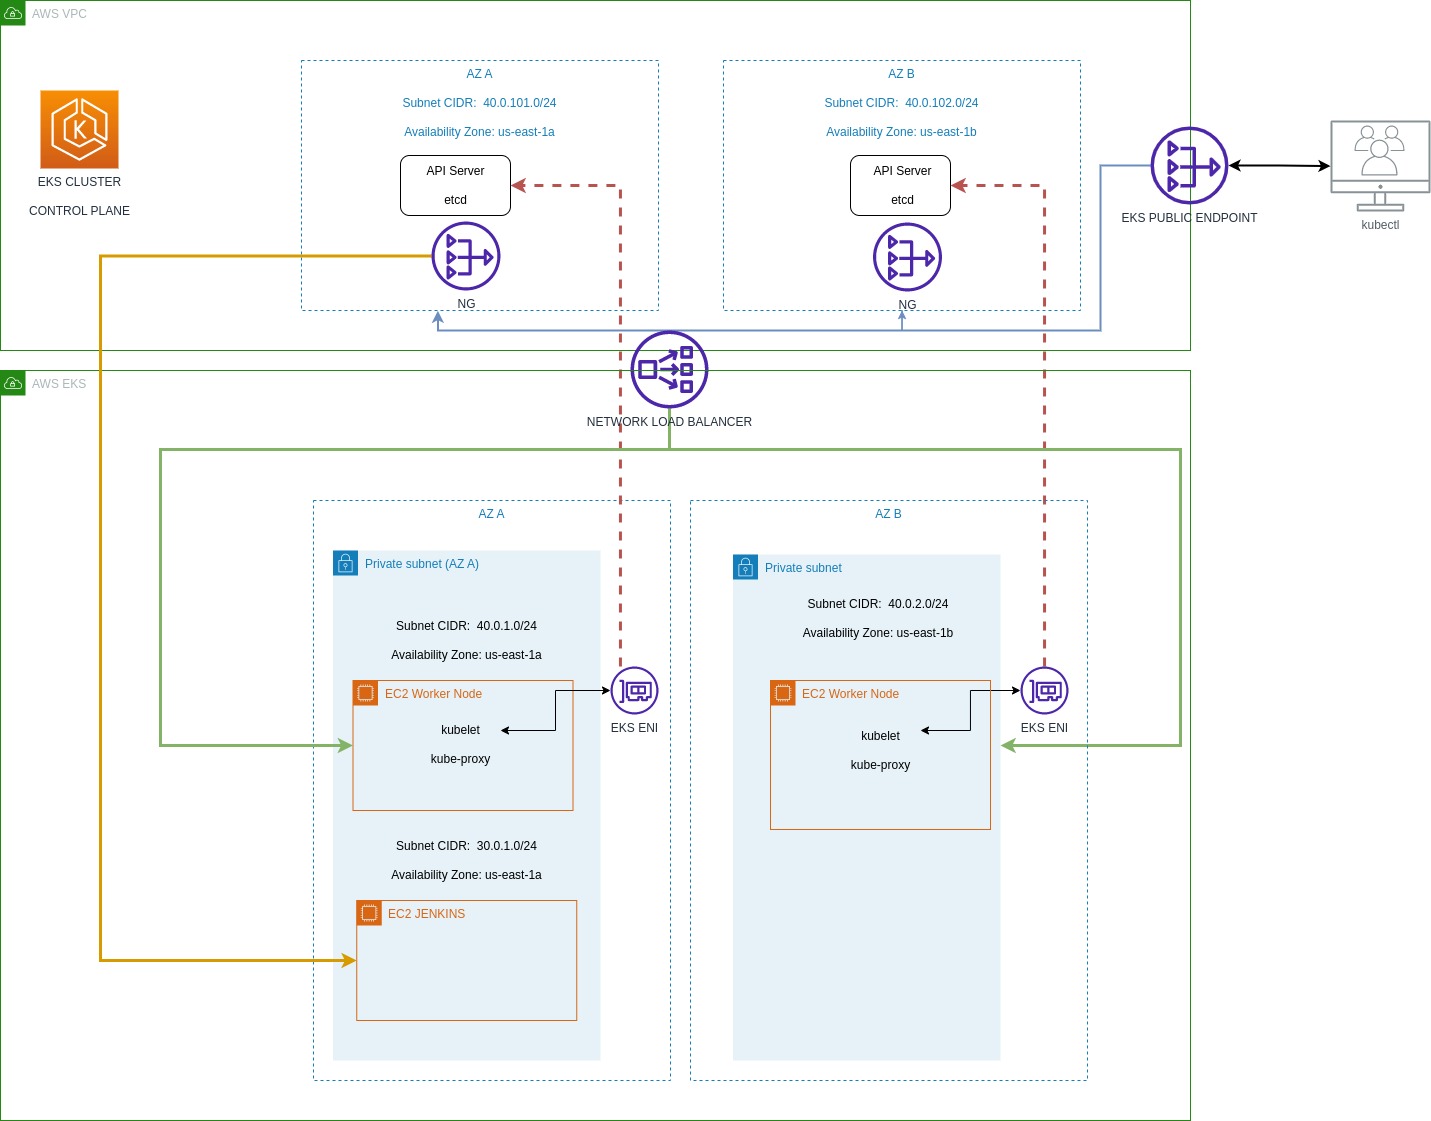 AWS VPC
AZ A
Subnet CIDR:  40.0.101.0/24
Availability Zone: us-east-1a
API Server
etcd
NG
AZ B
Subnet CIDR:  40.0.102.0/24
Availability Zone: us-east-1b
API Server
etcd
NG
EKS CLUSTER
CONTROL PLANE
EKS PUBLIC ENDPOINT
kubectl
AWS EKS
NETWORK LOAD BALANCER
AZ A
Private subnet (AZ A)
Subnet CIDR:  40.0.1.0/24
Availability Zone: us-east-1a
EC2 Worker Node
kubelet
kube-proxy
EKS ENI
Subnet CIDR:  30.0.1.0/24
Availability Zone: us-east-1a
EC2 JENKINS
AZ B
Private subnet
Subnet CIDR:  40.0.2.0/24
Availability Zone: us-east-1b
EC2 Worker Node
kubelet
kube-proxy
EKS ENI